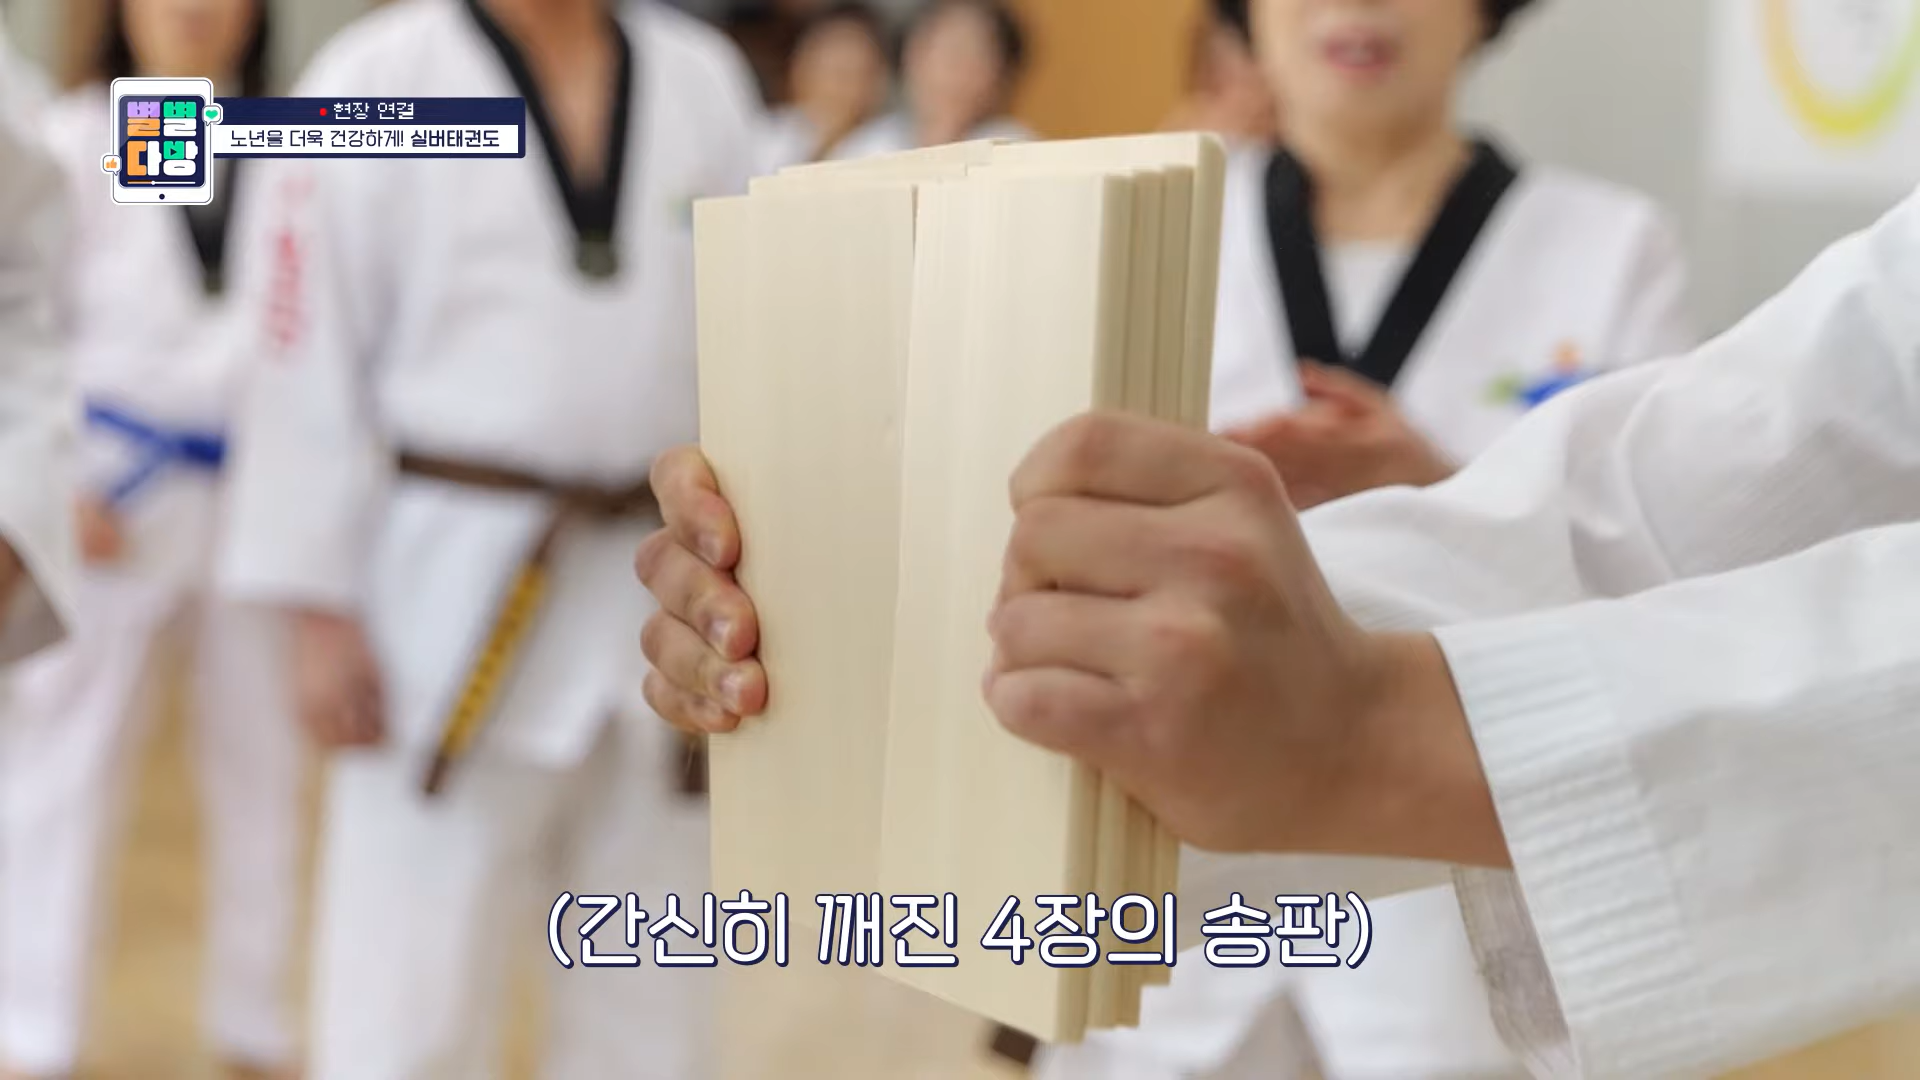 별별
다방
현장 연결
노년을 더욱 건강하게! 실버태권도
(간신히 깨진 4장의 송판)